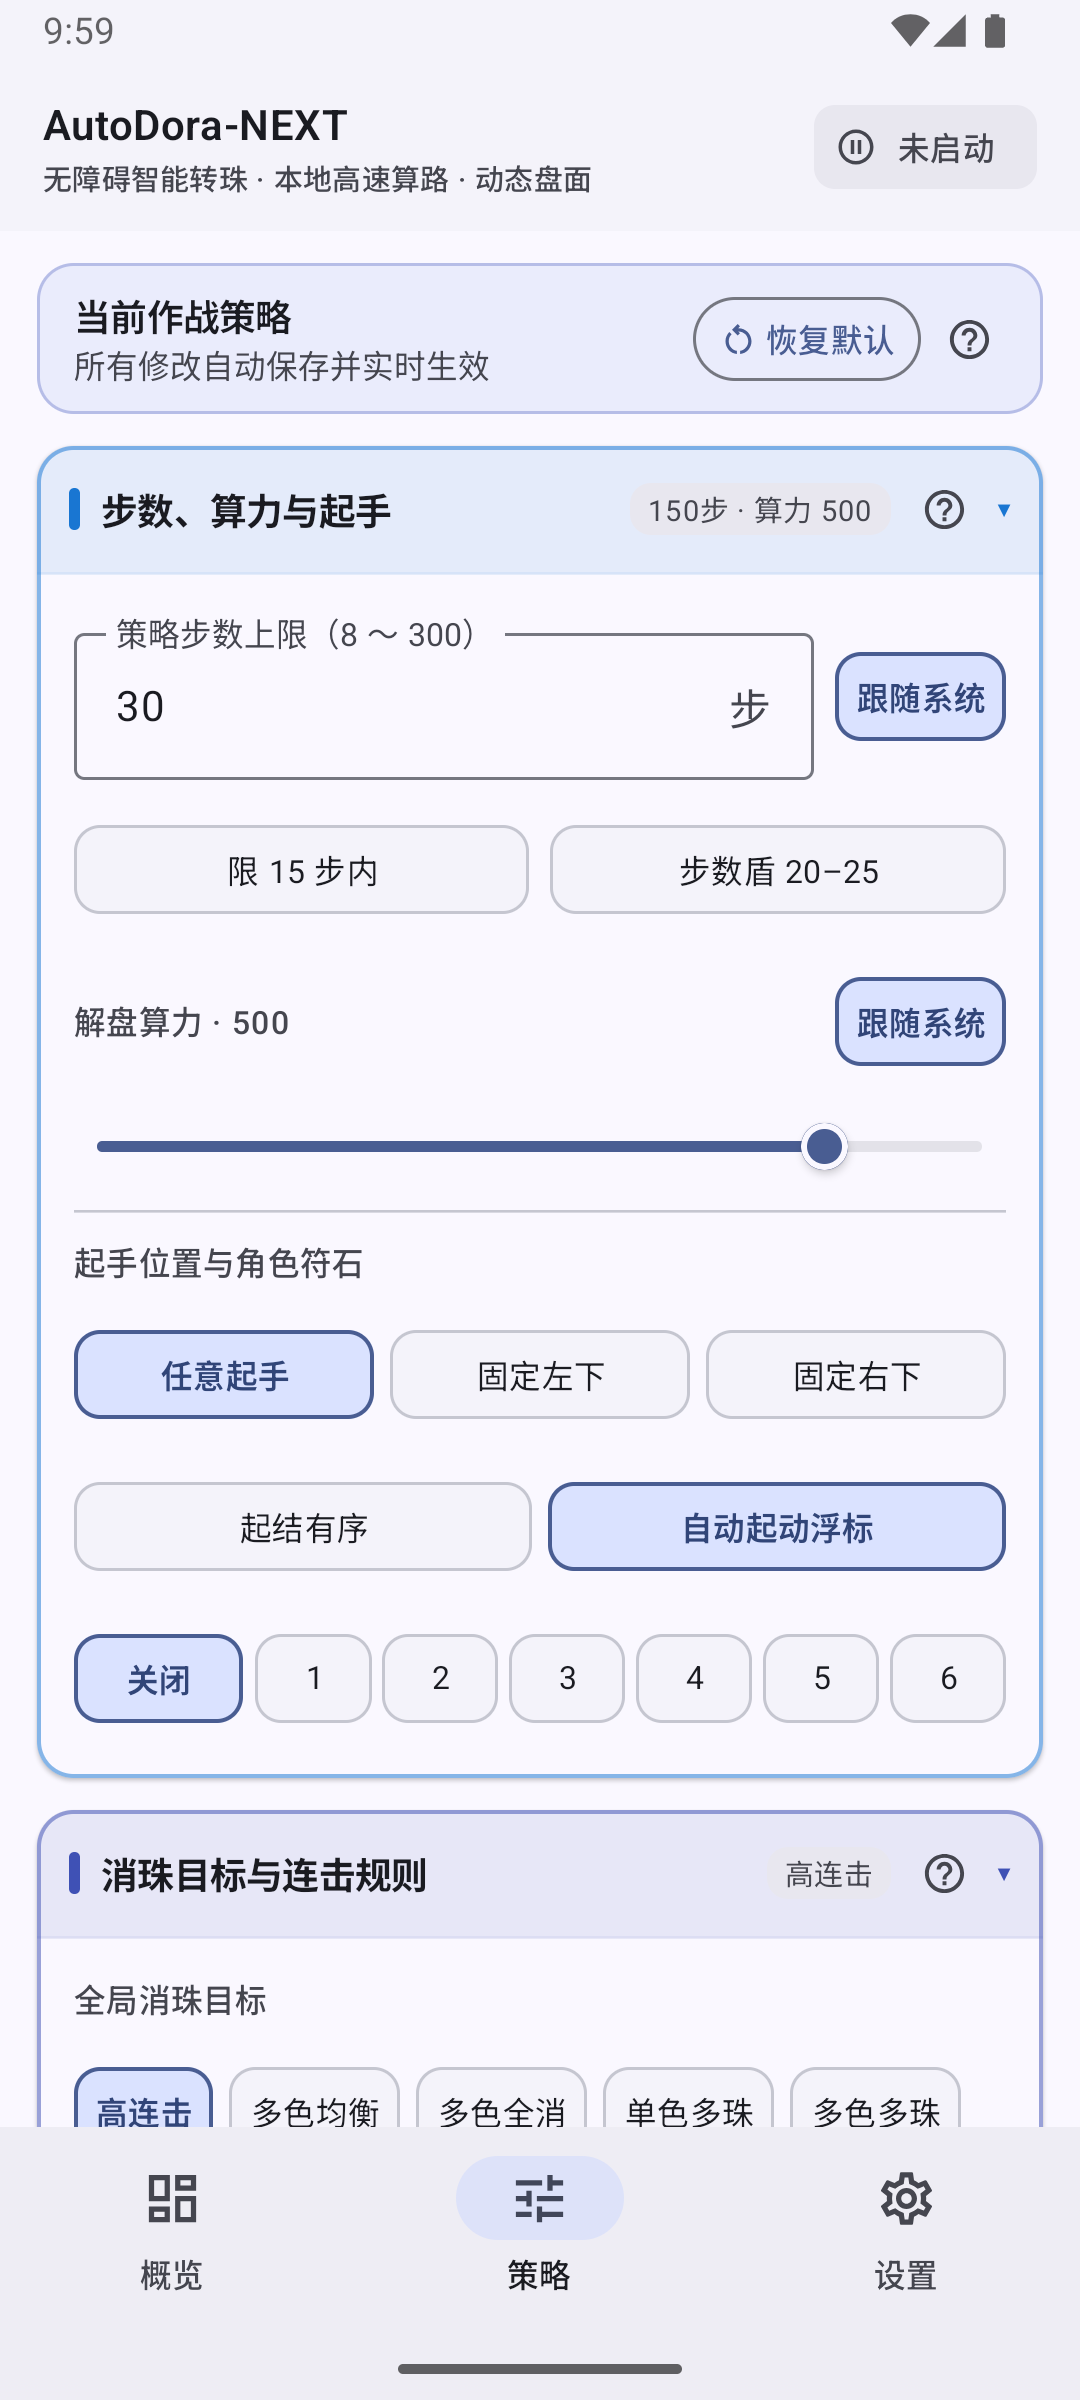 9:59
AutoDora-NEXT
无障碍智能转珠 · 本地高速算路 · 动态盘面
未启动
当前作战策略
所有修改自动保存并实时生效
恢复默认
步数、算力与起手
150步 · 算力 500
策略步数上限（8 ～ 300）
30
步
跟随系统
限 15 步内
步数盾 20–25
解盘算力 · 500
跟随系统
起手位置与角色符石
任意起手
固定左下
固定右下
起结有序
自动起动浮标
关闭
1
2
3
4
5
6
消珠目标与连击规则
高连击
全局消珠目标
高连击
多色均衡
多色全消
单色多珠
多色多珠
概览
策略
设置